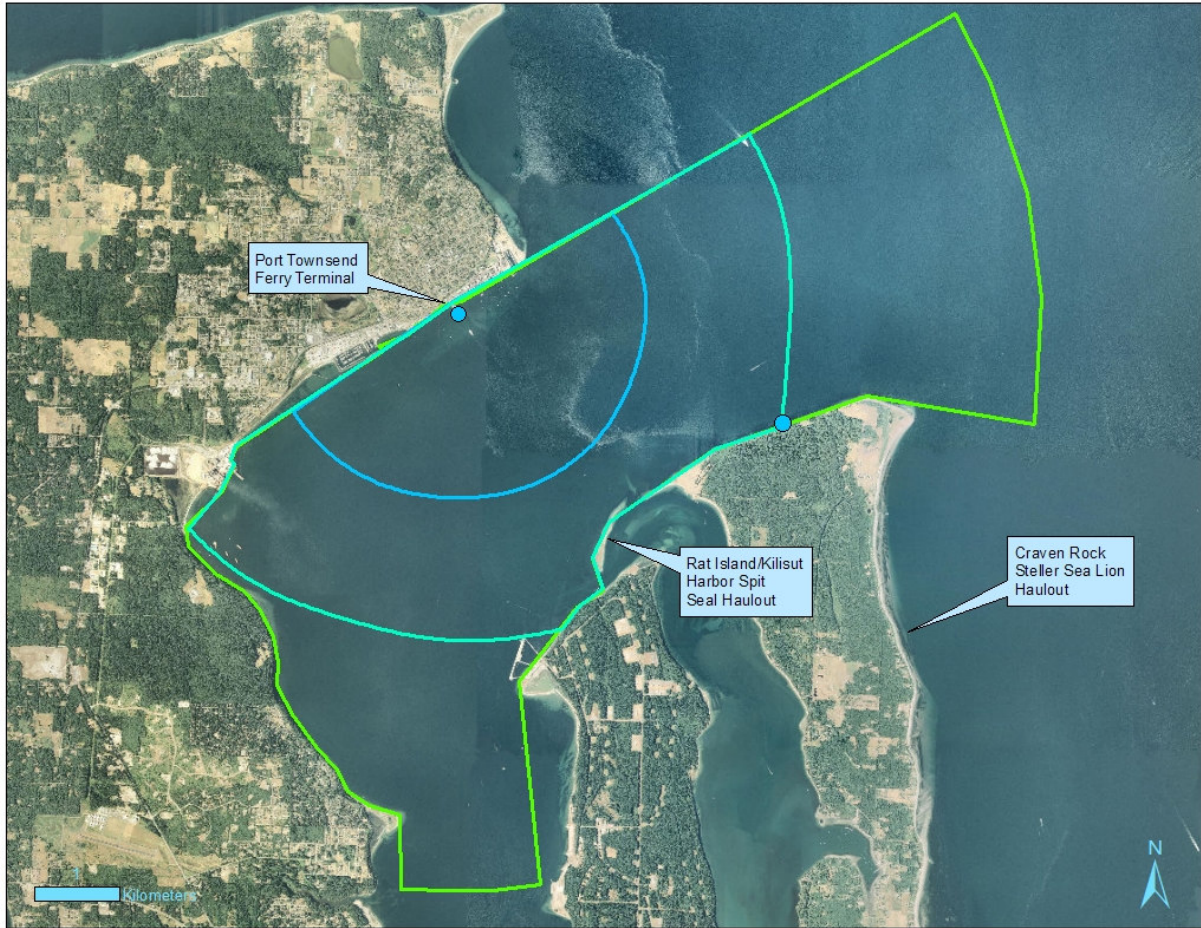 Port Townsend
Ferry Terminal
Rat Island/Kilisut
Harbor Spit
Seal Haulout
Craven Rock
Steller Sea Lion
Haulout
N
1
Kilometers